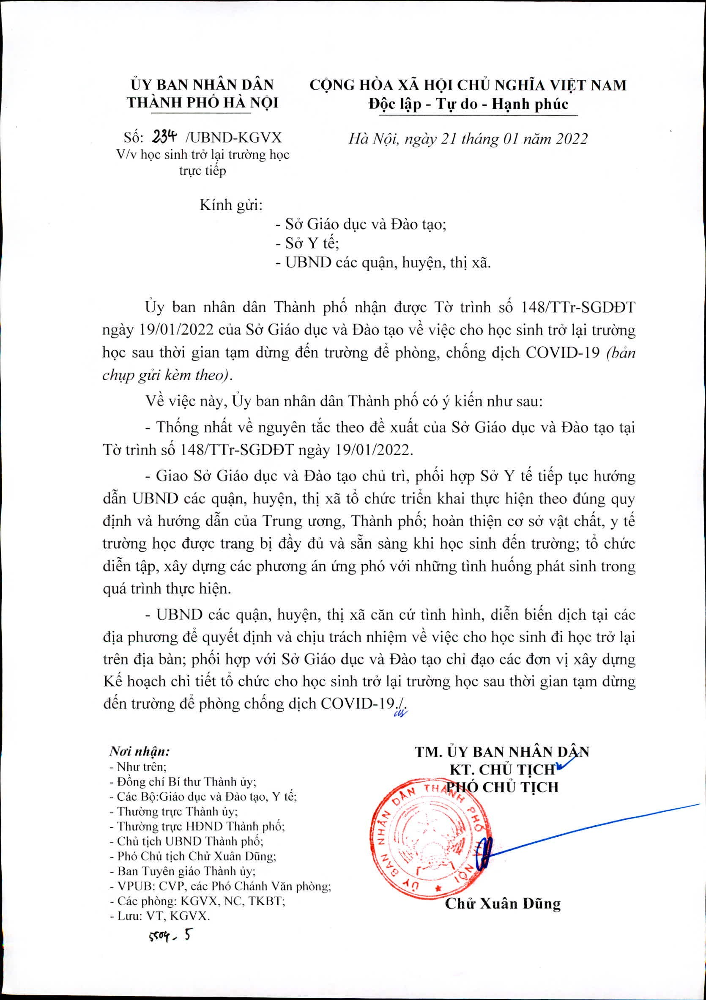 ỦY BAN NHÂN DÂN
THÀNH PHỐ HÀ NỘI
CỘNG HÒA XÃ HỘI CHỦ NGHĨA VIỆT NAM
Độc lập - Tự do - Hạnh phúc
Số: 234 /UBND-KGVX
V/v học sinh trở lại trường học
trực tiếp
Hà Nội, ngày 21 tháng 01 năm 2022
Kính gửi:
- Sở Giáo dục và Đào tạo;
- Sở Y tế;
- UBND các quận, huyện, thị xã.
Ủy ban nhân dân Thành phố nhận được Tờ trình số 148/TTr-SGDĐT
ngày 19/01/2022 của Sở Giáo dục và Đào tạo về việc cho học sinh trở lại trường
học sau thời gian tạm dừng đến trường để phòng, chống dịch COVID-19 (bản
chụp gửi kèm theo).
Về việc này, Ủy ban nhân dân Thành phố có ý kiến như sau:
- Thống nhất về nguyên tắc theo đề xuất của Sở Giáo dục và Đào tạo tại
Tờ trình số 148/TTr-SGDĐT ngày 19/01/2022.
- Giao Sở Giáo dục và Đào tạo chủ trì, phối hợp Sở Y tế tiếp tục hướng
dẫn UBND các quận, huyện, thị xã tổ chức triển khai thực hiện theo đúng quy
định và hướng dẫn của Trung ương, Thành phố; hoàn thiện cơ sở vật chất, y tế
trường học được trang bị đầy đủ và sẵn sàng khi học sinh đến trường; tổ chức
diễn tập, xây dựng các phương án ứng phó với những tình huống phát sinh trong
quá trình thực hiện.
- UBND các quận, huyện, thị xã căn cứ tình hình, diễn biến dịch tại các
địa phương để quyết định và chịu trách nhiệm về việc cho học sinh đi học trở lại
trên địa bàn; phối hợp với Sở Giáo dục và Đào tạo chỉ đạo các đơn vị xây dựng
Kế hoạch chi tiết tổ chức cho học sinh trở lại trường học sau thời gian tạm dừng
đến trường để phòng chống dịch COVID-19./.
Nơi nhận:
- Như trên;
- Đồng chí Bí thư Thành ủy;
- Các Bộ:Giáo dục và Đào tạo, Y tế;
- Thường trực Thành ủy;
- Thường trực HĐND Thành phố;
- Chủ tịch UBND Thành phố;
- Phó Chủ tịch Chử Xuân Dũng;
- Ban Tuyên giáo Thành ủy;
- VPUB: CVP, các Phó Chánh Văn phòng;
- Các phòng: KGVX, NC, TKBT;
- Lưu: VT, KGVX.
5504 - 5
TM. ỦY BAN NHÂN DÂN
KT. CHỦ TỊCH
PHÓ CHỦ TỊCH
ỦY BAN NHÂN DÂN THÀNH PHỐ HÀ NỘI
Chử Xuân Dũng